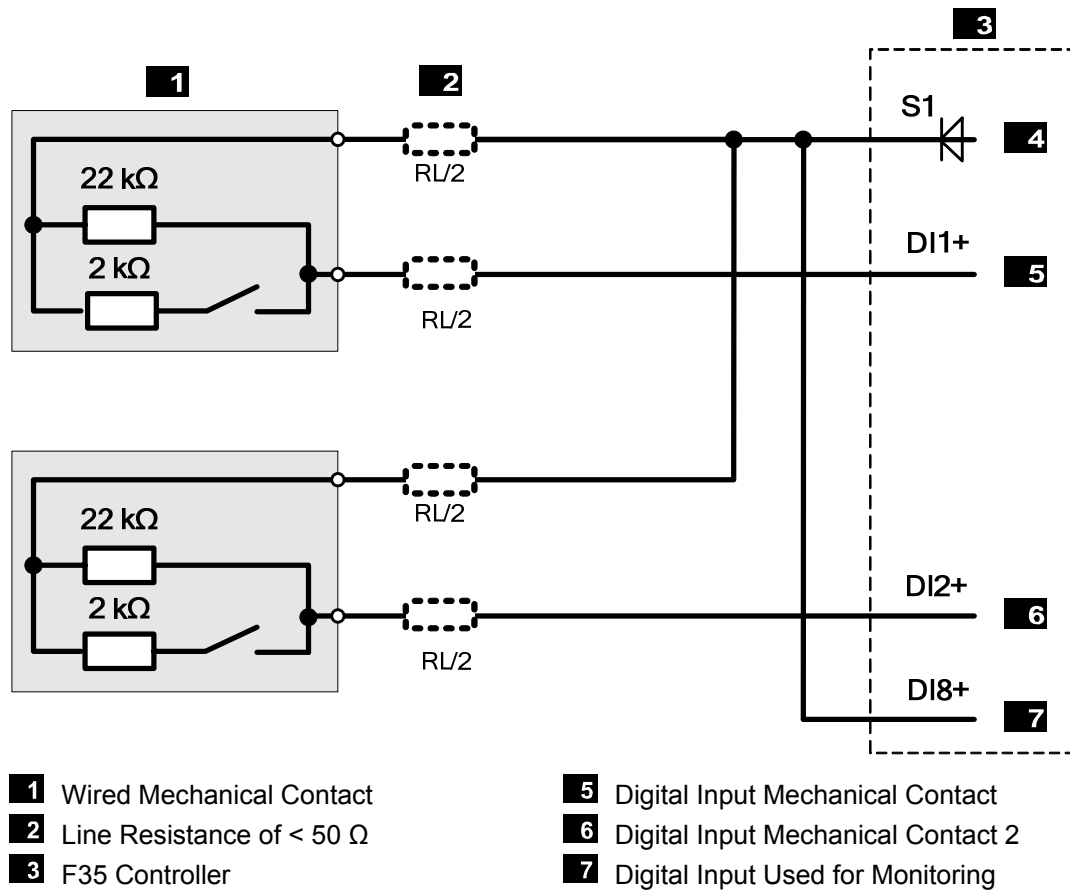 3
1
2
S1
4
22 kΩ
RL/2
DI1+
2 kΩ
5
RL/2
22 kΩ
RL/2
DI2+
2 kΩ
6
RL/2
DI8+
7
1 Wired Mechanical Contact
2 Line Resistance of < 50 Ω
3 F35 Controller
5 Digital Input Mechanical Contact
6 Digital Input Mechanical Contact 2
7 Digital Input Used for Monitoring